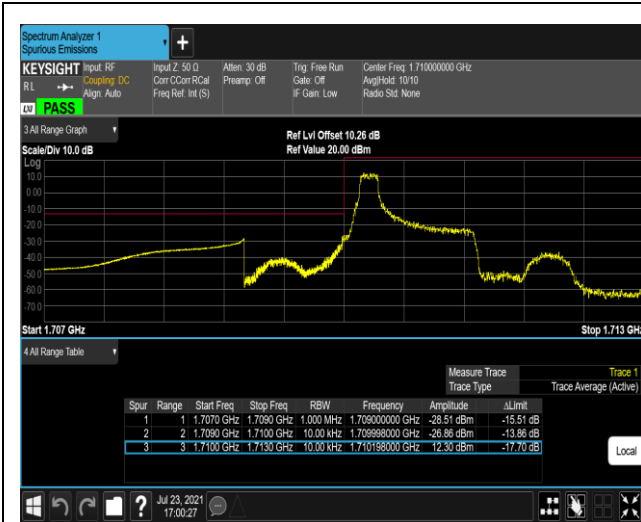 Spectrum Analyzer 1
Spurious Emissions
KEYSIGHT Input: RF Input Z: 50 Ω Atten: 30 dB Trig: Free Run Center Freq: 1.710000000 GHz
R L Coupling: DC Corr CCorr RCal Preamp: Off Gate: Off Avg|Hold: 10/10
Align: Auto Freq Ref: Int (S) IF Gain: Low Radio Std: None
LXI PASS
3 All Range Graph
Ref Lvl Offset 10.26 dB
Scale/Div 10.0 dB Ref Value 20.00 dBm
Log
10.0
0.00
-10.0
-20.0
-30.0
-40.0
-50.0
-60.0
-70.0
Start 1.707 GHz Stop 1.713 GHz
4 All Range Table
Measure Trace Trace 1
Trace Type Trace Average (Active)
Spur Range Start Freq Stop Freq RBW Frequency Amplitude ΔLimit
1 1 1.7070 GHz 1.7090 GHz 1.000 MHz 1.709000000 GHz -28.51 dBm -15.51 dB
2 2 1.7090 GHz 1.7100 GHz 10.00 kHz 1.709998000 GHz -26.86 dBm -13.86 dB
3 3 1.7100 GHz 1.7130 GHz 10.00 kHz 1.710198000 GHz 12.30 dBm -17.70 dB
Local
? Jul 23, 2021
17:00:27